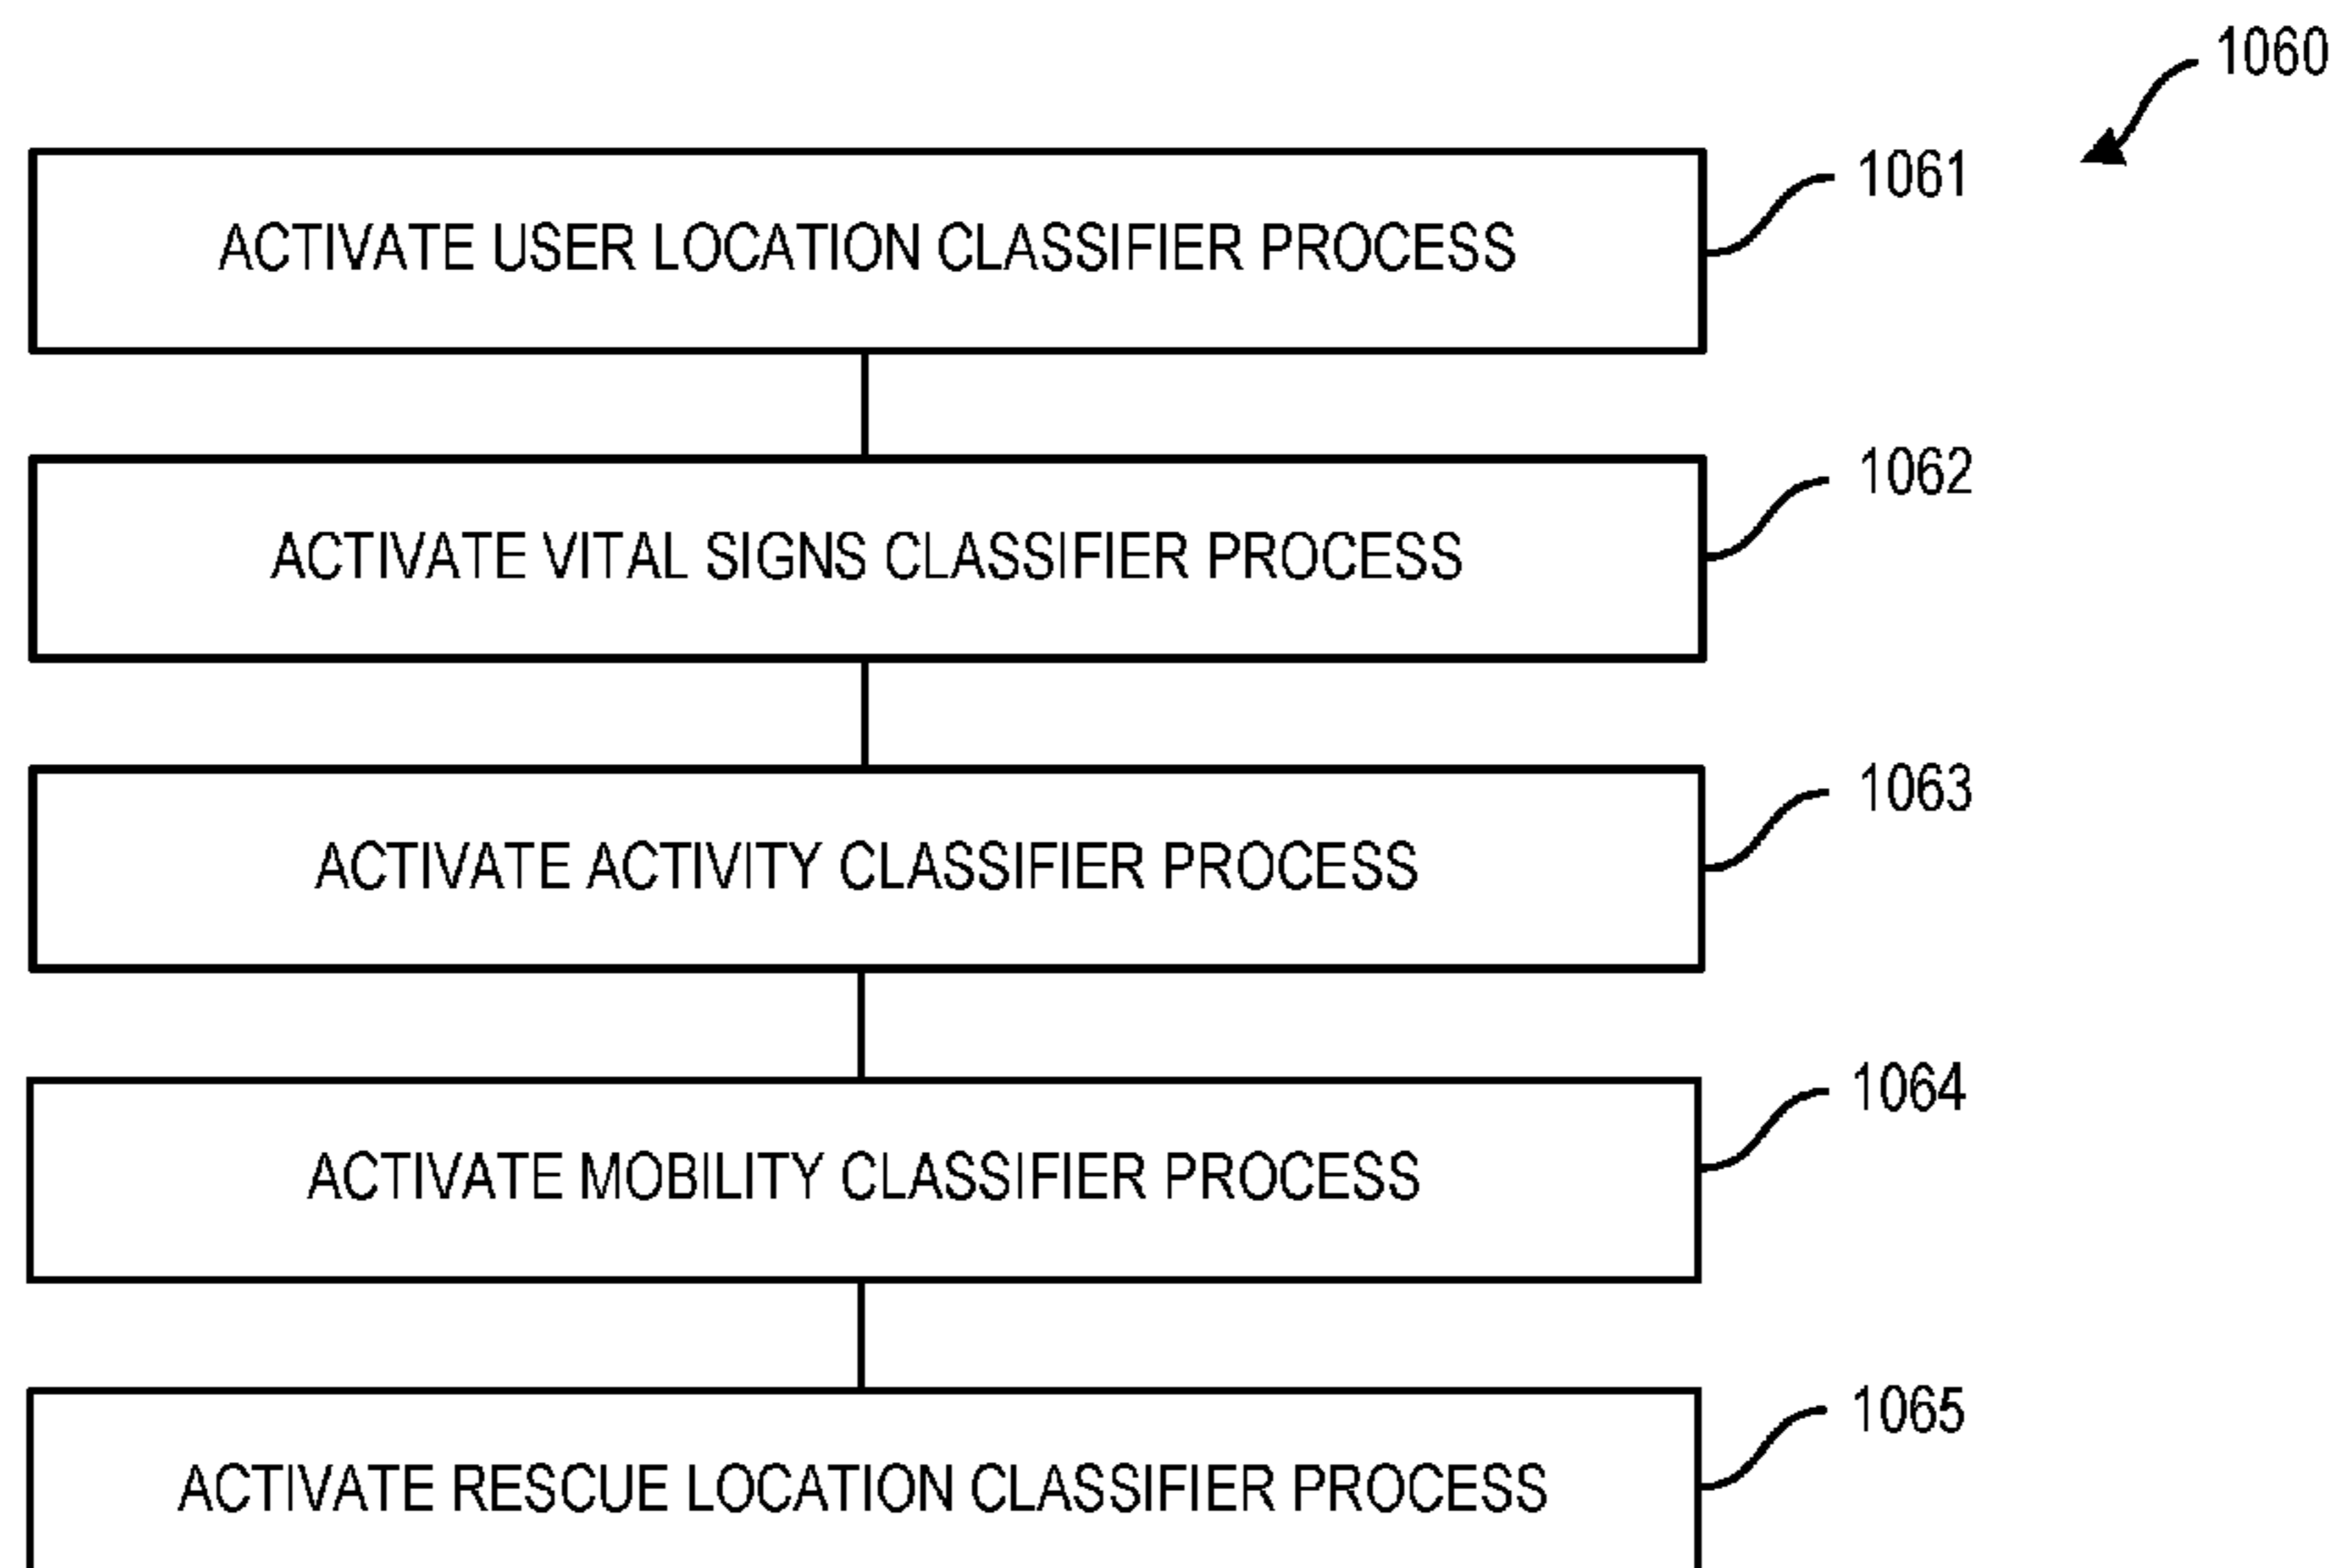 1060
ACTIVATE USER LOCATION CLASSIFIER PROCESS
1061
ACTIVATE VITAL SIGNS CLASSIFIER PROCESS
1062
ACTIVATE ACTIVITY CLASSIFIER PROCESS
1063
ACTIVATE MOBILITY CLASSIFIER PROCESS
1064
ACTIVATE RESCUE LOCATION CLASSIFIER PROCESS
1065